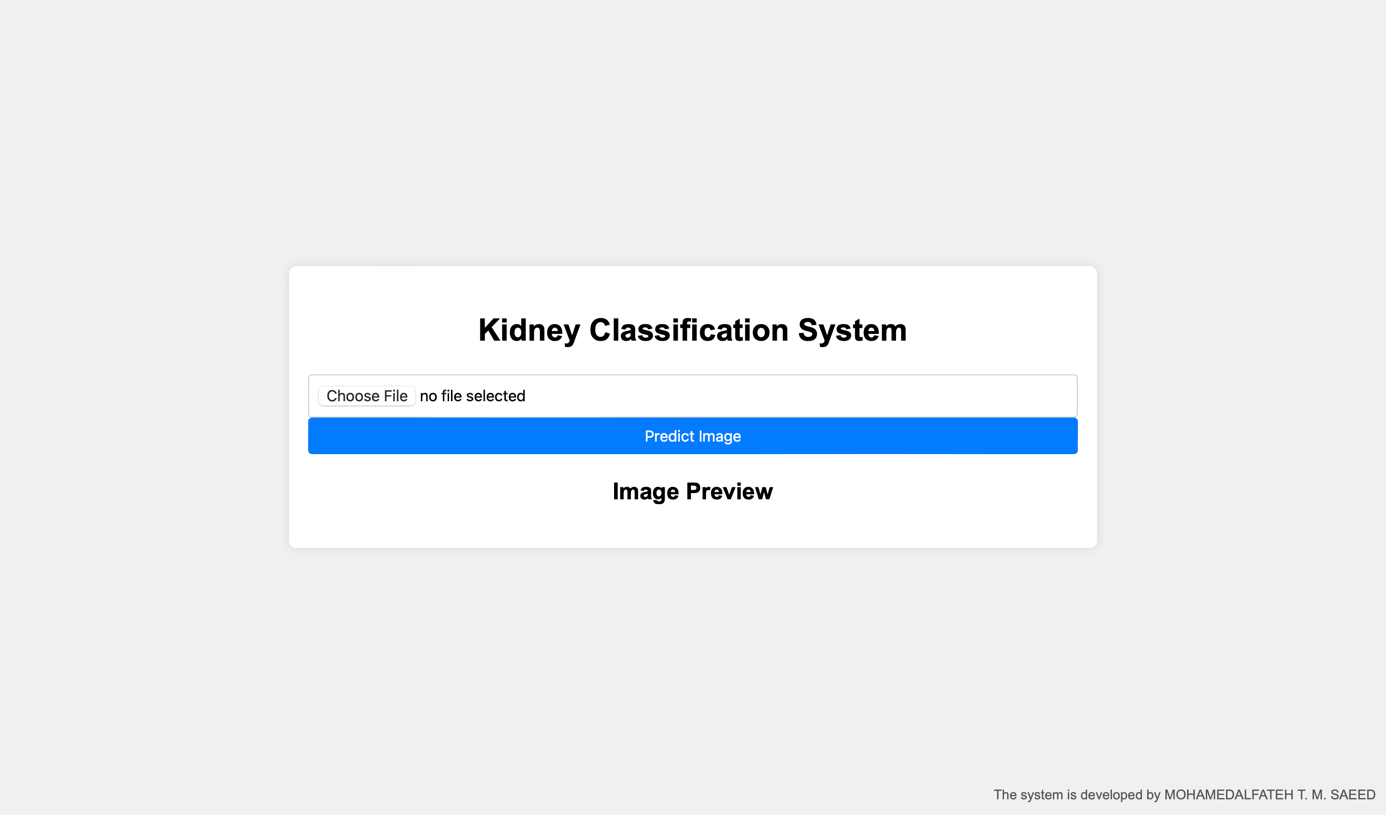 Kidney Classification System
Choose File no file selected
Predict Image
Image Preview
The system is developed by MOHAMEDALFATEH T. M. SAEED